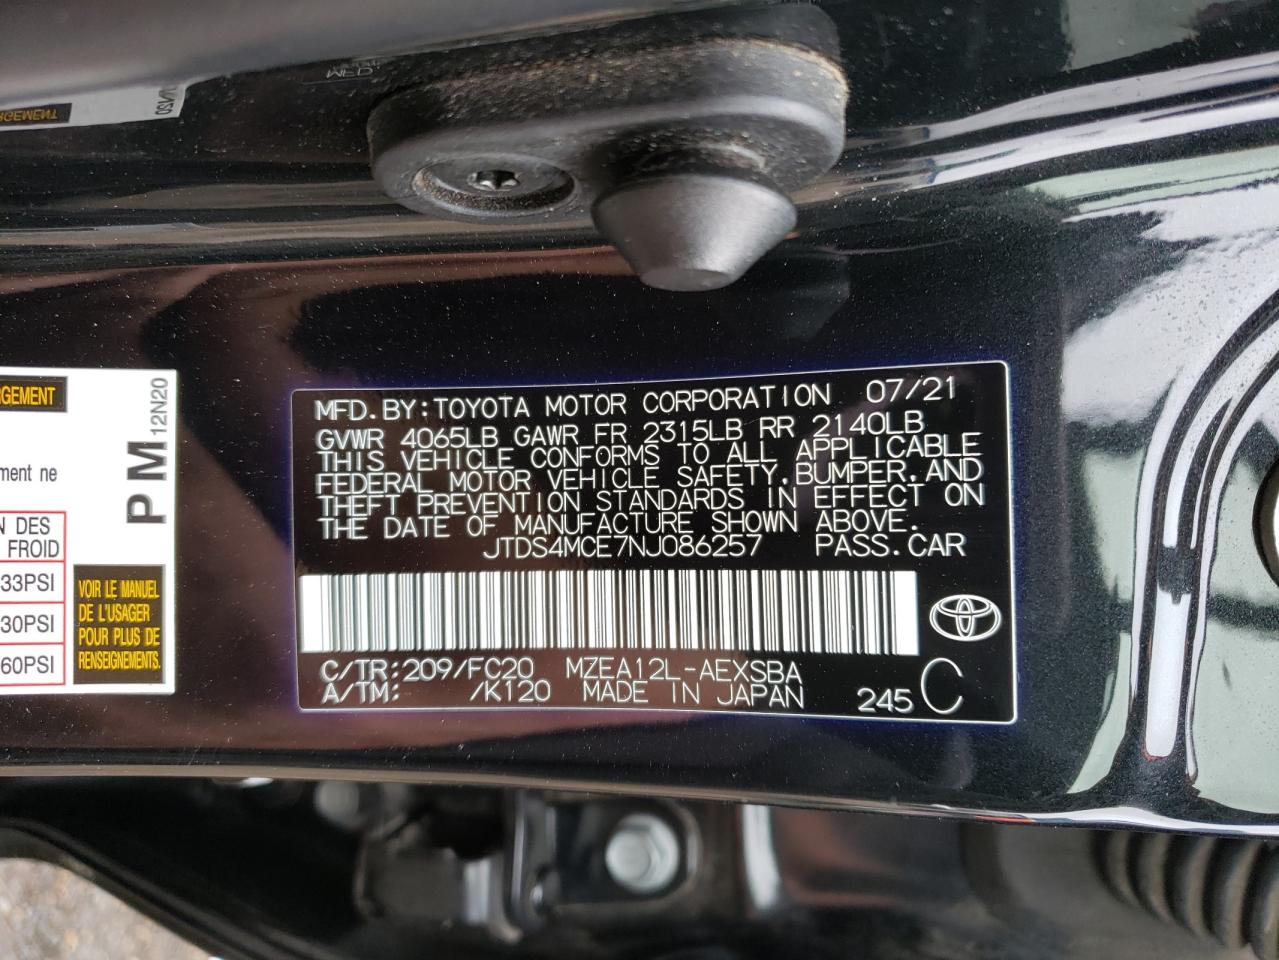 RGEMENT
RGEMENT
12N20
PM
ment ne
N DES
FROID
33PSI
30PSI
60PSI
VOIR LE MANUEL
DE L'USAGER
POUR PLUS DE
RENSEIGNEMENTS.
MFD.BY:TOYOTA MOTOR CORPORATION 07/21
GVWR 4065LB GAWR FR 2315LB RR 2140LB
THIS VEHICLE CONFORMS TO ALL APPLICABLE
FEDERAL MOTOR VEHICLE SAFETY,BUMPER,AND
THEFT PREVENTION STANDARDS IN EFFECT ON
THE DATE OF MANUFACTURE SHOWN ABOVE.
JTDS4MCE7NJ086257 PASS.CAR
C/TR:209/FC20 MZEA12L-AEXSBA
A/TM: /K120 MADE IN JAPAN 245 C